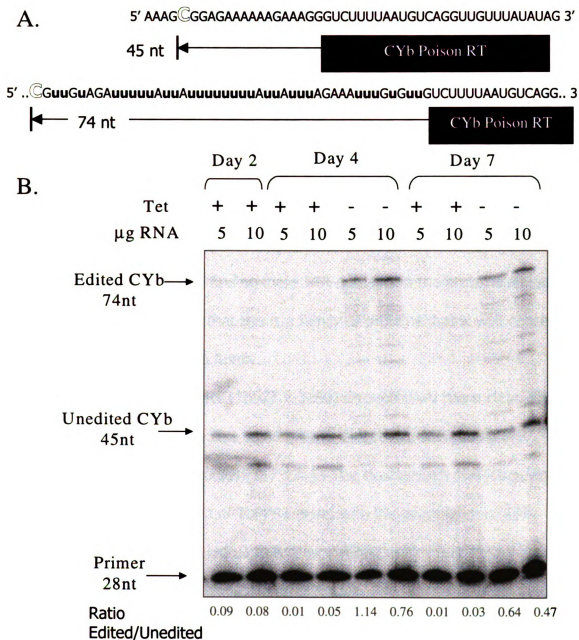 A.
5' AAAGCGGAGAAAAAAGAAAGGGUCUUUUAAUGUCAGGUUGUUUAUAUAG 3'
45 nt CYb Poison RT
5' ..CGuuGuAGAuuuuuAuuAuuuuuuuuAuuAuuuAGAAAuuuGuGuuGUCUUUUAAUGUCAGG.. 3
74 nt CYb Poison RT
B.
Day 2 Day 4 Day 7
Tet + + + + - - + + - -
µg RNA 5 10 5 10 5 10 5 10 5 10
Edited CYb
74nt
Unedited CYb
45nt
Primer
28nt
Ratio 0.09 0.08 0.01 0.05 1.14 0.76 0.01 0.03 0.64 0.47
Edited/Unedited